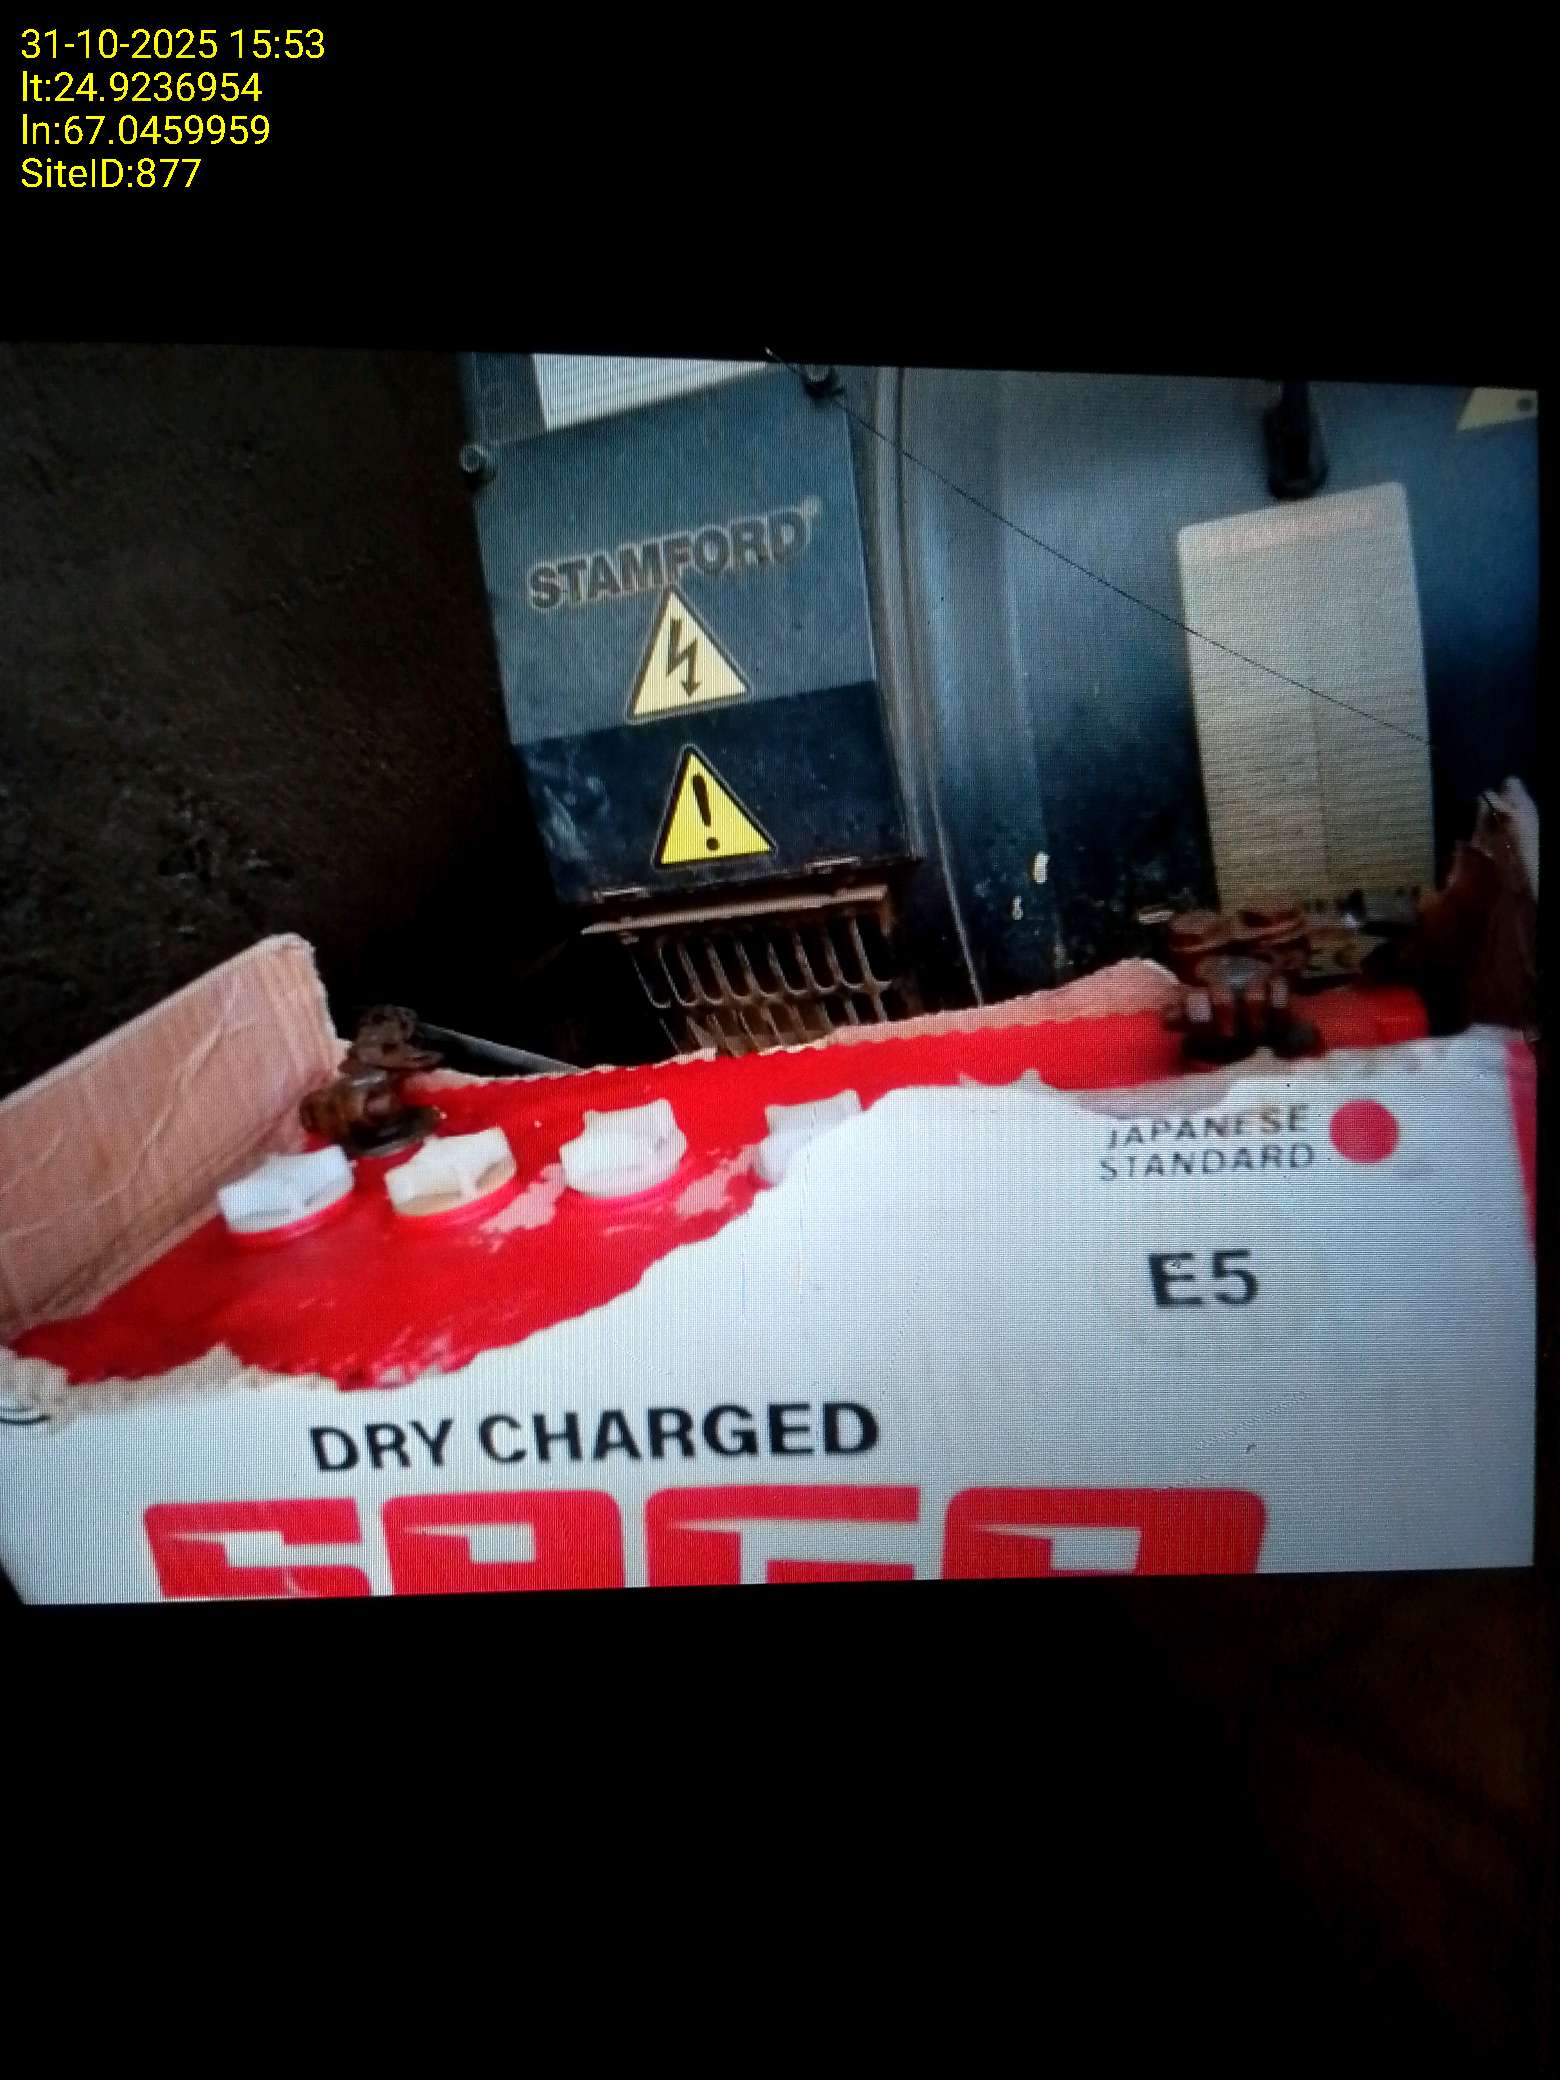 31-10-2025 15:53
lt:24.9236954
ln:67.0459959
SiteID:877
STAMFORD
JAPANESE
STANDARD
E5
DRY CHARGED